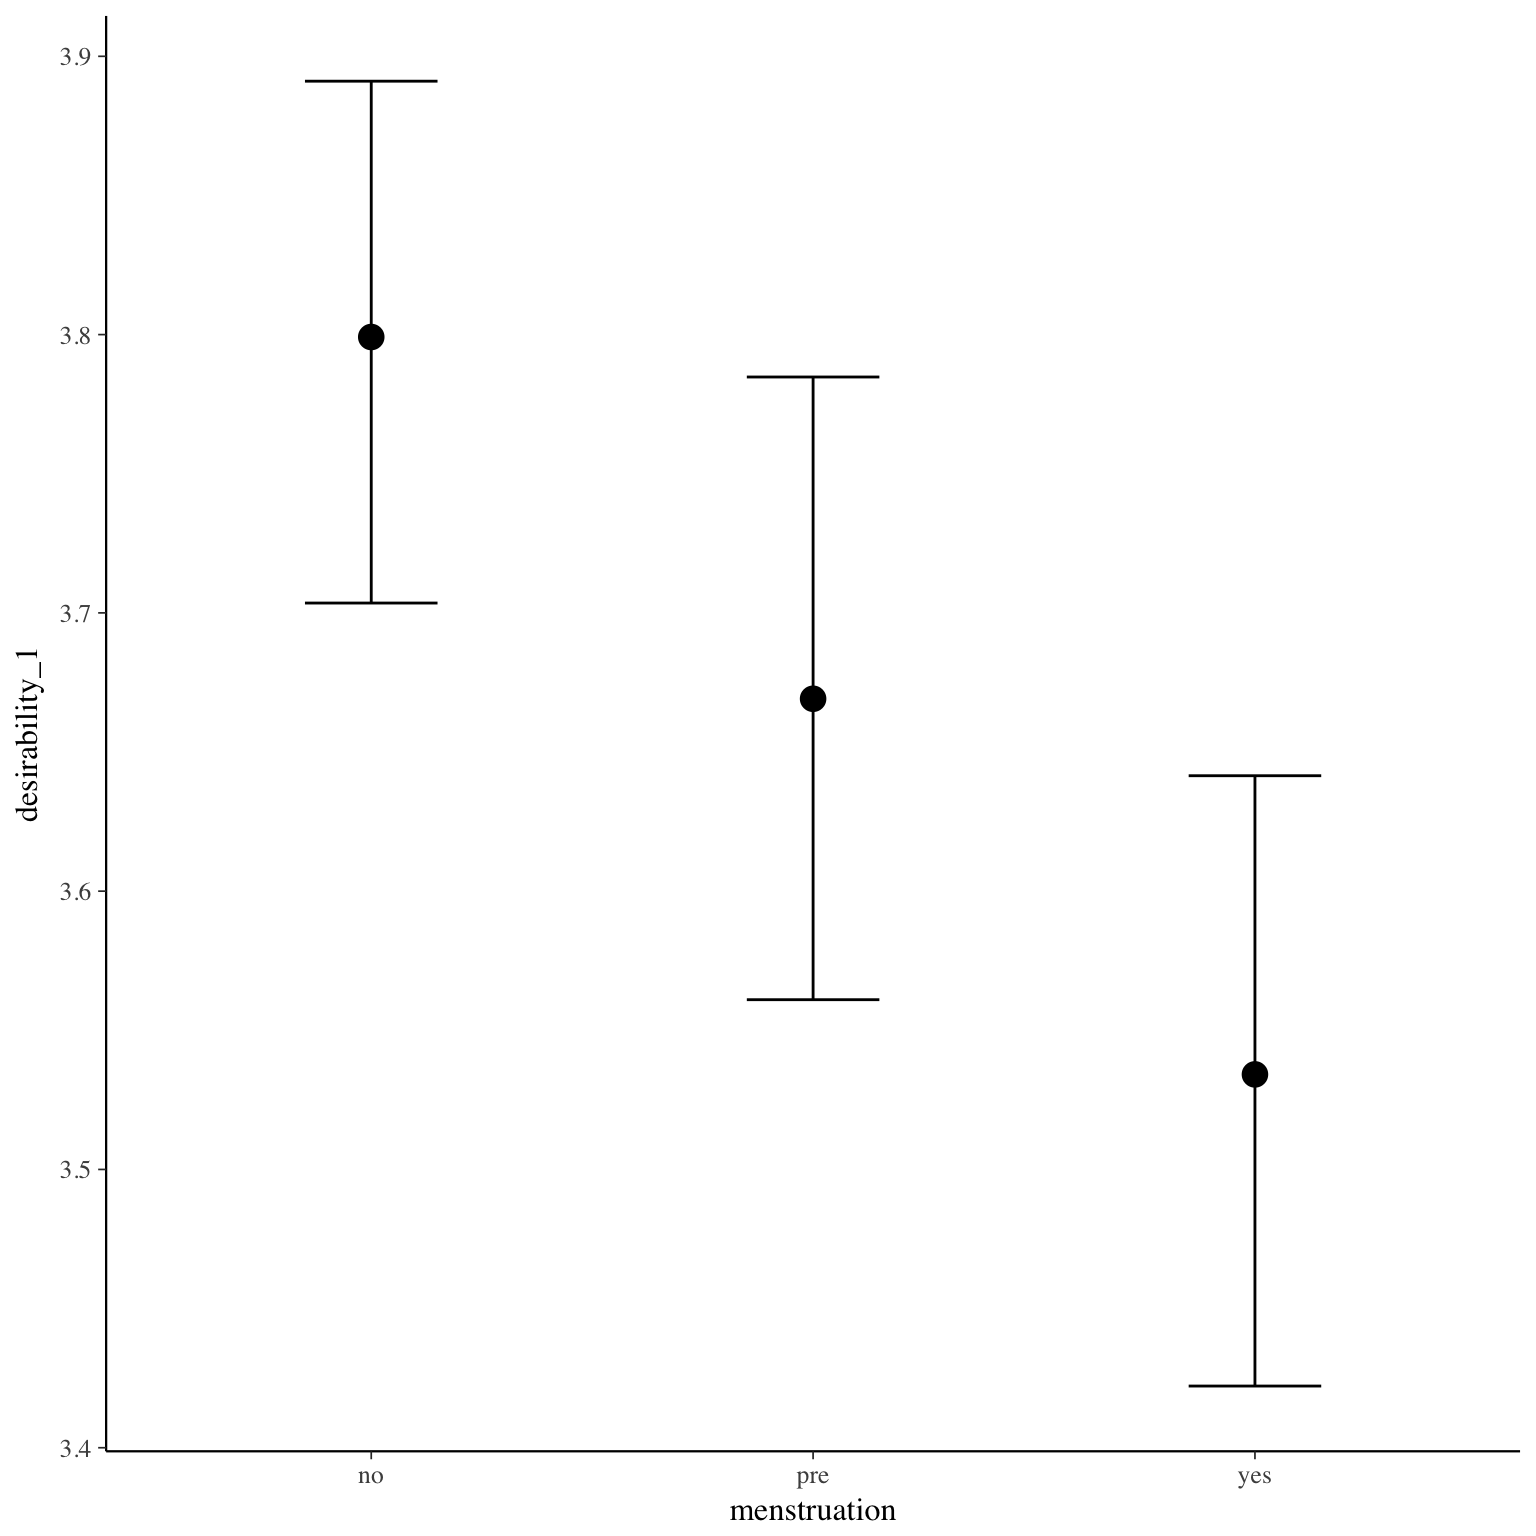 3.9
3.8
3.7
3.6
3.5
3.4
desirability_1
no pre yes
menstruation